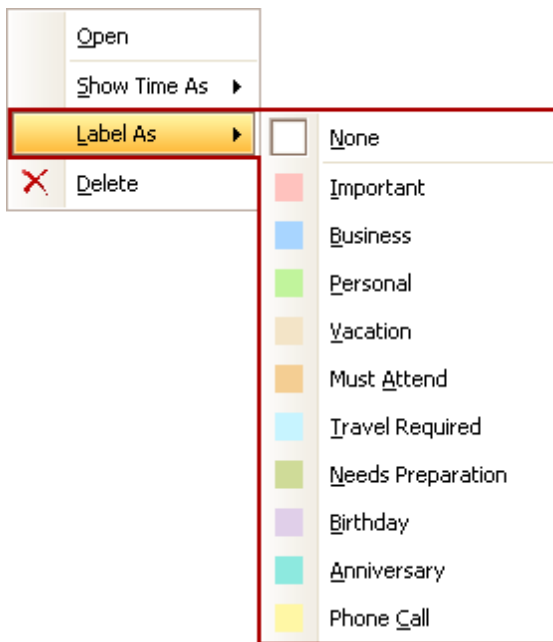 Open
Show Time As
Label As
Delete
None
Important
Business
Personal
Vacation
Must Attend
Travel Required
Needs Preparation
Birthday
Anniversary
Phone Call